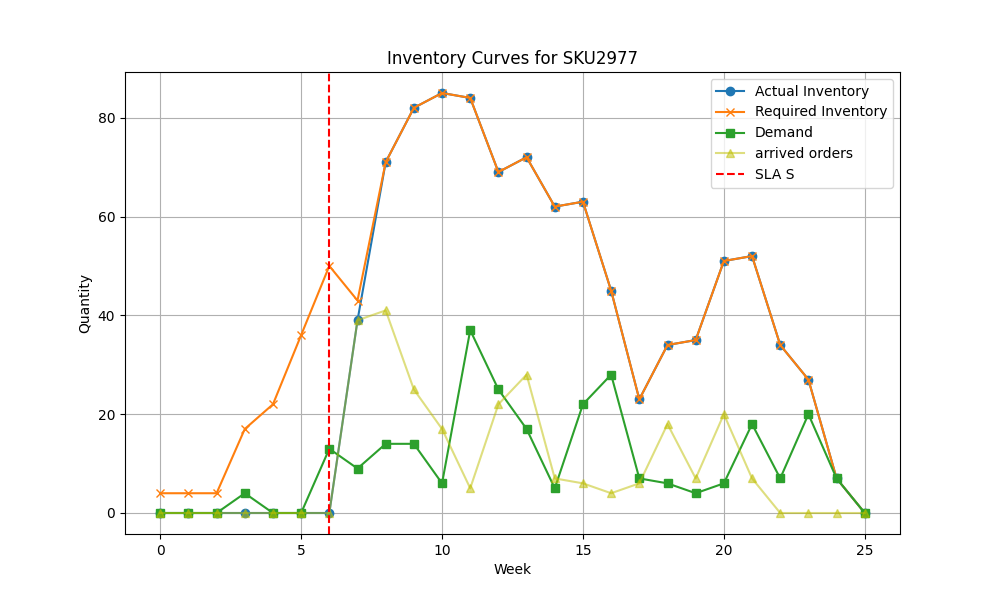 Inventory Curves for SKU2977
Actual Inventory
Required Inventory
Demand
arrived orders
SLA S
Quantity
80
60
40
20
0
0 5 10 15 20 25
Week